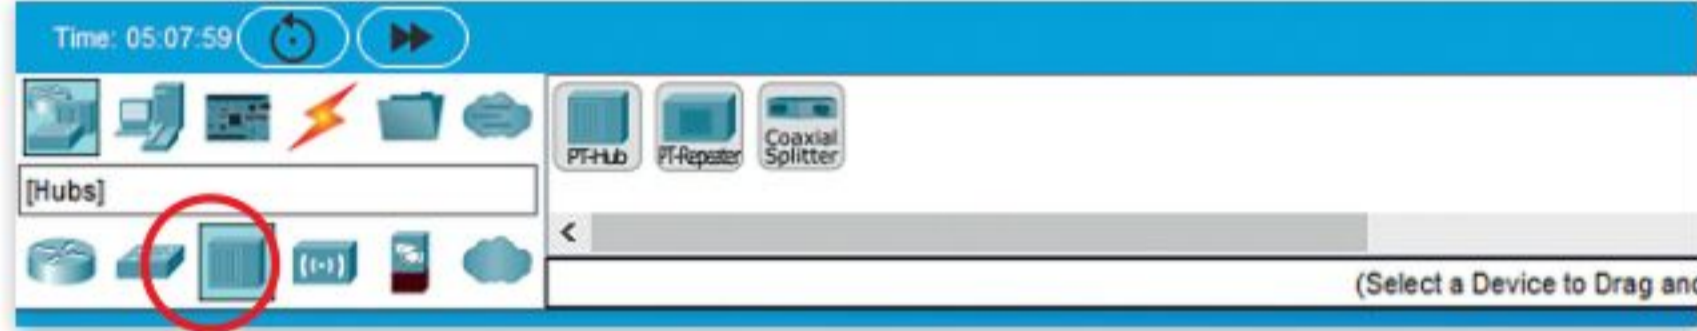 Time: 05:07:59
PT-Hub
PT-Repeater
Coaxial
Splitter
[Hubs]
(Select a Device to Drag and